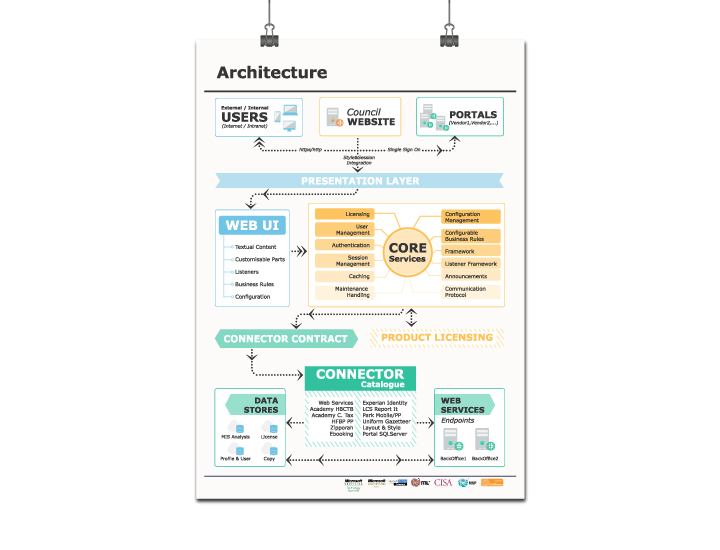 Architecture
External / Internal
USERS
(Internet / Intranet)
Council
WEBSITE
PORTALS
(Vendor1,Vendor2,...)
Https/http
Single Sign On
Style&Session
Integration
PRESENTATION LAYER
WEB UI
Textual Content
Customisable Parts
Listeners
Business Rules
Configuration
Licensing
User
Management
Authentication
Session
Management
Caching
Maintenance
Handling
CORE
Services
Configuration
Management
Configurable
Business Rules
Framework
Listener Framework
Announcements
Communication
Protocol
CONNECTOR CONTRACT
PRODUCT LICENSING
CONNECTOR
Catalogue
Web Services
Academy HBCTB
Academy C. Tax
HFBP PP
Zipporah
Ebooking
Experian Identity
LCS Report It
Park Mobile/PP
Uniform Gazetteer
Layout & Style
Portal SQLServer
DATA
STORES
MIS Analysis
License
Profile & User
Copy
WEB
SERVICES
Endpoints
BackOffice1
BackOffice2
Microsoft
Microsoft
ITIL
CISA